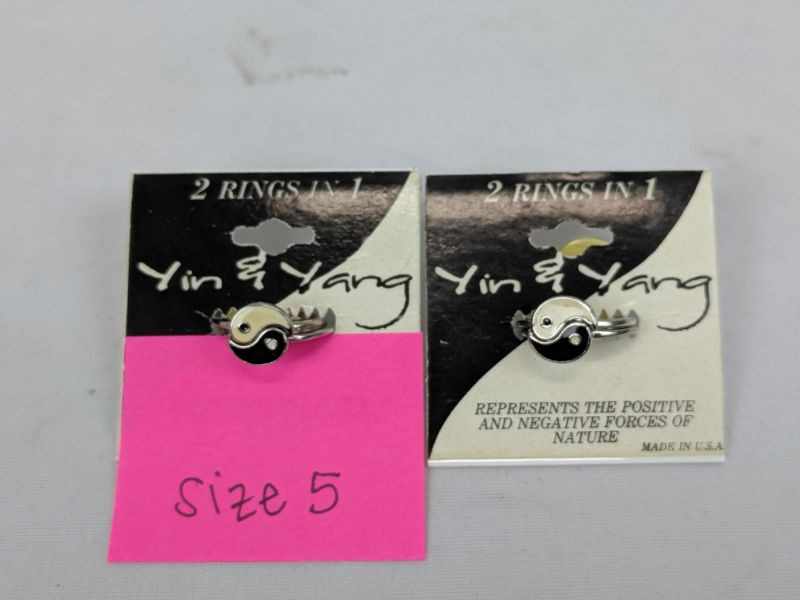 2 RINGS IN 1
Yin & Yang
size 5
2 RINGS IN 1
Yin & Yang
REPRESENTS THE POSITIVE
AND NEGATIVE FORCES OF
NATURE
MADE IN U.S.A.